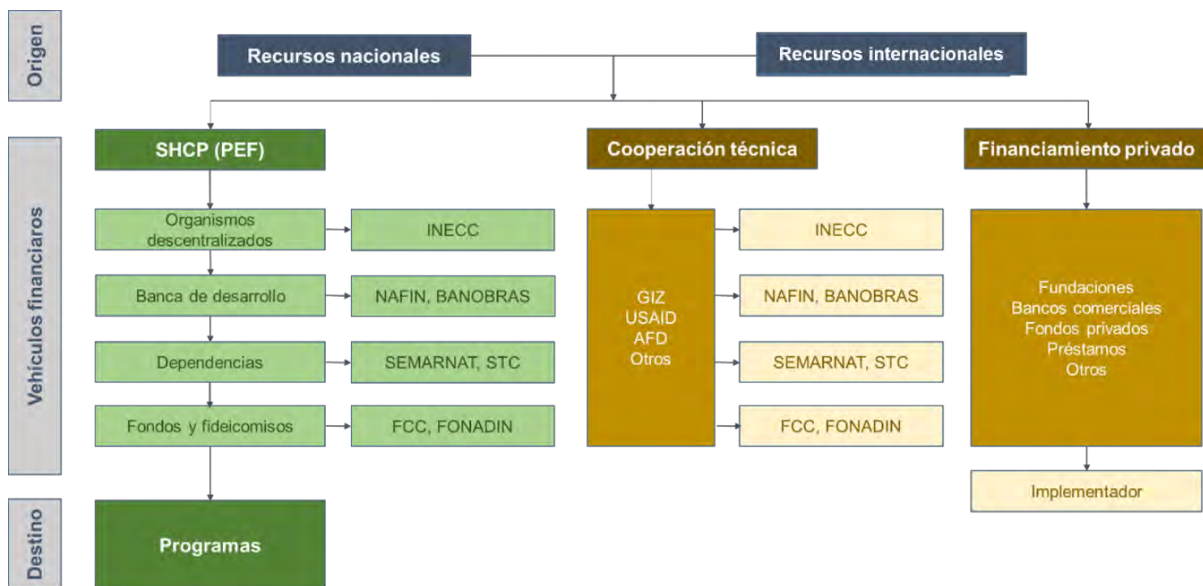 Origen
Recursos nacionales
Recursos internacionales
Vehículos financiaros
SHCP (PEF)
Cooperación técnica
Financiamiento privado
Organismos
descentralizados
INECC
Banca de desarrollo
NAFIN, BANOBRAS
Dependencias
SEMARNAT, STC
Fondos y fideicomisos
FCC, FONADIN
GIZ
USAID
AFD
Otros
INECC
NAFIN, BANOBRAS
SEMARNAT, STC
FCC, FONADIN
Fundaciones
Bancos comerciales
Fondos privados
Préstamos
Otros
Implementador
Destino
Programas